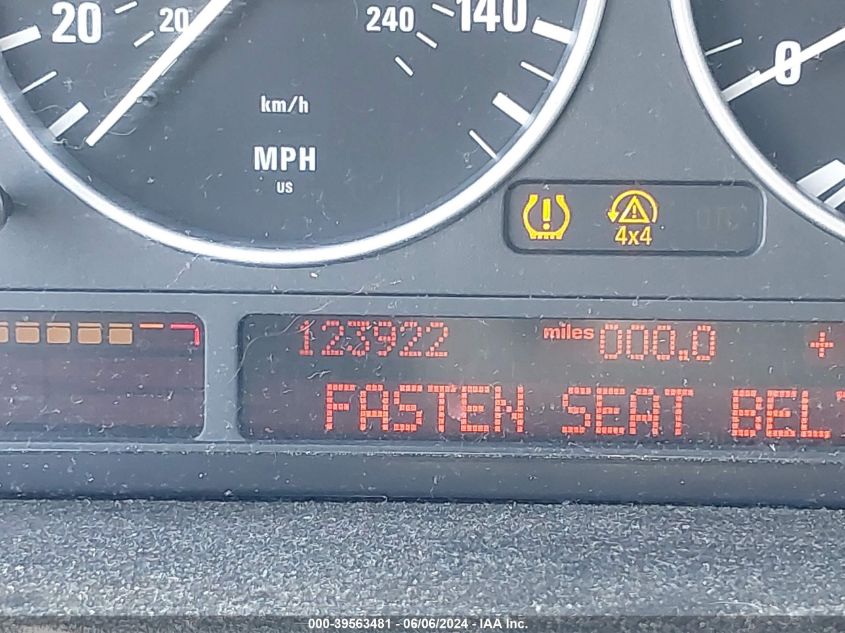 20 20 240 140
0
km/h
MPH
US
4x4
123922 miles 000.0 +
FASTEN SEAT BELT
000-39563481 - 06/06/2024 - IAA Inc.